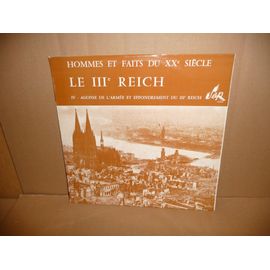 HOMMES ET FAITS DU XXe SIÈCLE
LE IIIe REICH
IV - AGONIE DE L'ARMÉE ET EFFONDREMENT DU IIIe REICH